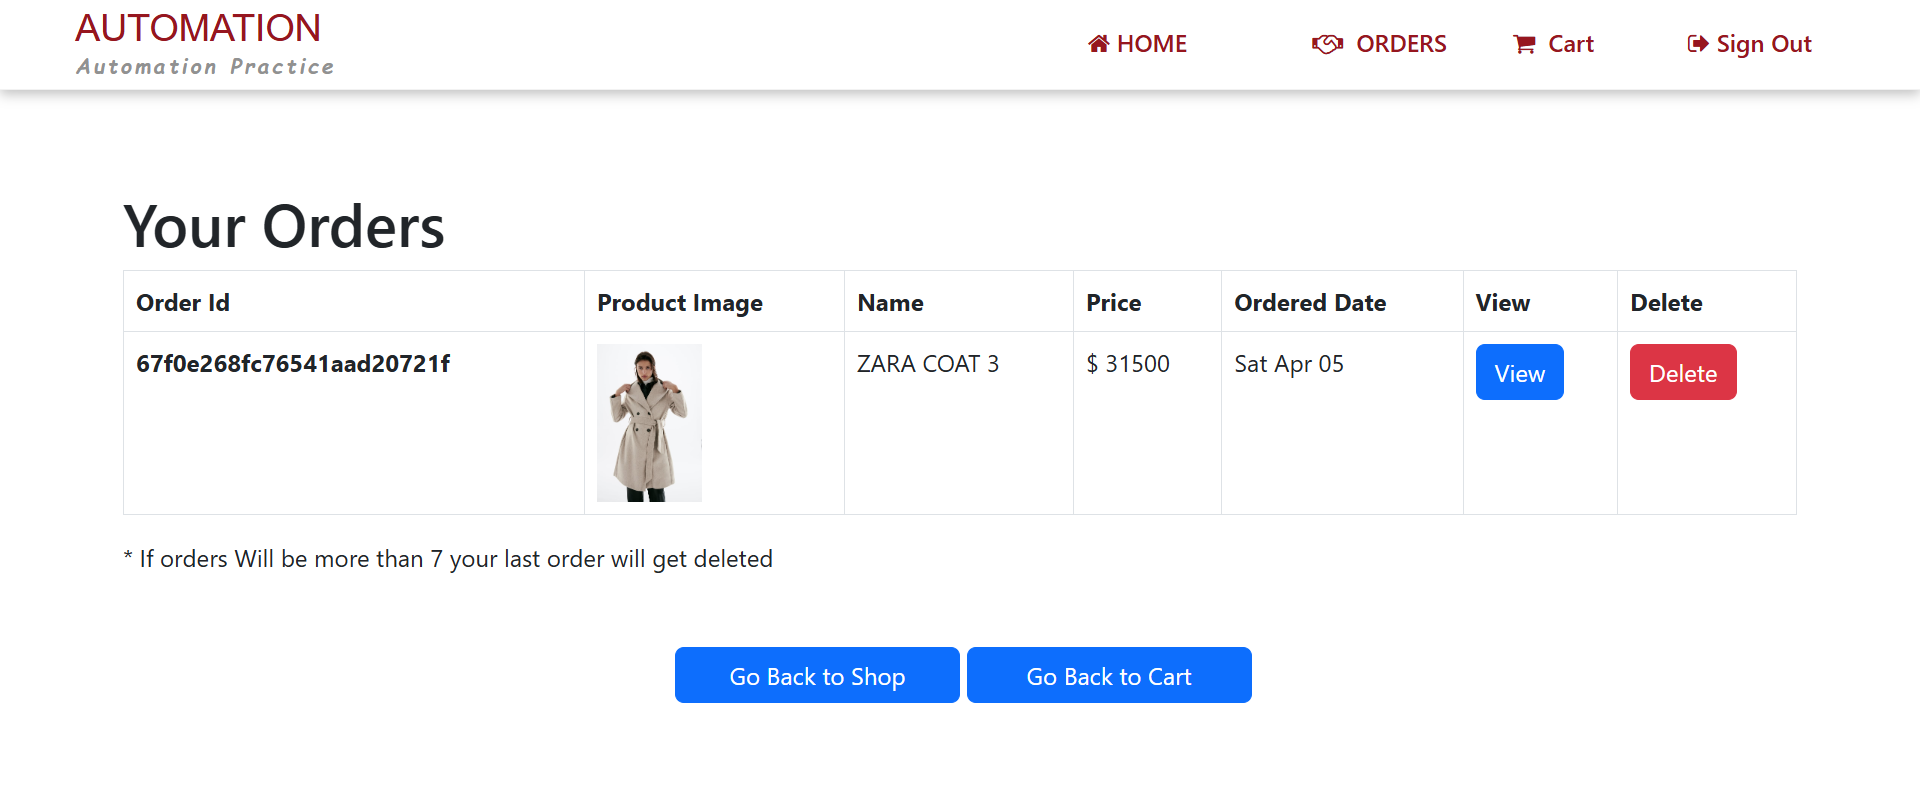 AUTOMATION
Automation Practice
HOME ORDERS Cart Sign Out
Your Orders
Order Id Product Image Name Price Ordered Date View Delete
67f0e268fc76541aad20721f ZARA COAT 3 $ 31500 Sat Apr 05 View Delete
* If orders Will be more than 7 your last order will get deleted
Go Back to Shop Go Back to Cart